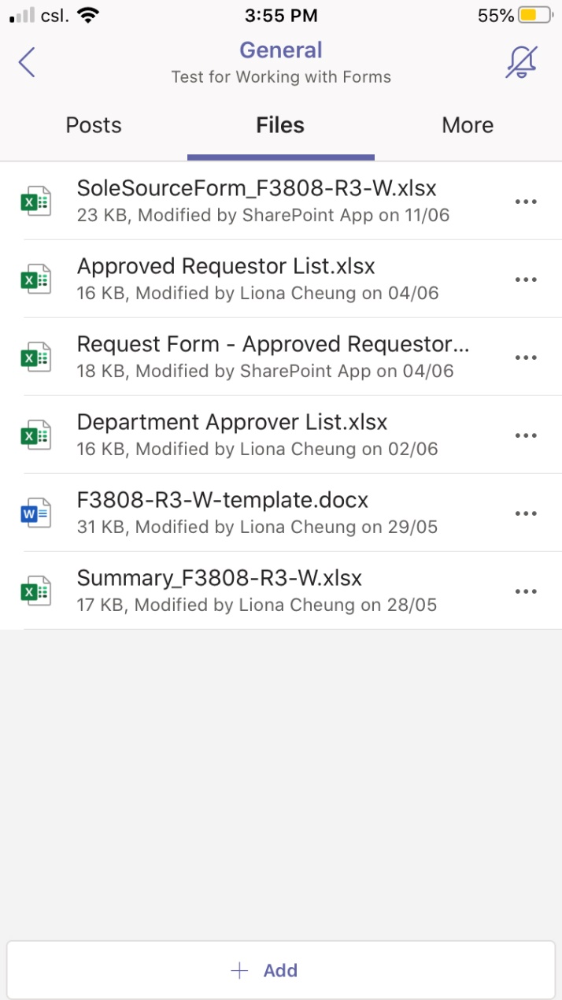 csl. 3:55 PM 55%
General
Test for Working with Forms
Posts Files More
SoleSourceForm_F3808-R3-W.xlsx
23 KB, Modified by SharePoint App on 11/06
Approved Requestor List.xlsx
16 KB, Modified by Liona Cheung on 04/06
Request Form - Approved Requestor...
18 KB, Modified by SharePoint App on 04/06
Department Approver List.xlsx
16 KB, Modified by Liona Cheung on 02/06
F3808-R3-W-template.docx
31 KB, Modified by Liona Cheung on 29/05
Summary_F3808-R3-W.xlsx
17 KB, Modified by Liona Cheung on 28/05
+ Add